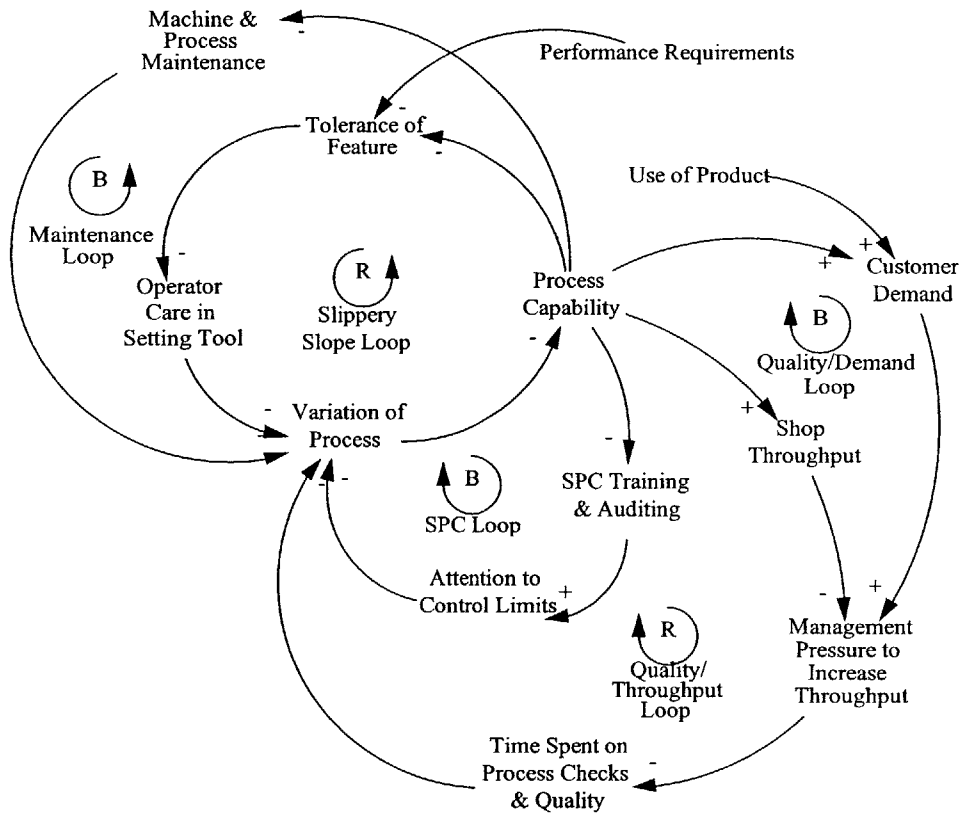 Machine &
Process
Maintenance
-
Performance Requirements
-
Tolerance of
Feature
-
B
Maintenance
Loop
Use of Product
-
Operator
Care in
Setting Tool
R
Slippery
Slope Loop
Process
Capability
-
+
+
Customer
Demand
B
Quality/Demand
Loop
-
-
Variation of
Process
+
Shop
Throughput
-
SPC Training
& Auditing
B
SPC Loop
- -
Attention to
Control Limits
+
R
Quality/
Throughput
Loop
-
+
Management
Pressure to
Increase
Throughput
Time Spent on
Process Checks
& Quality
-